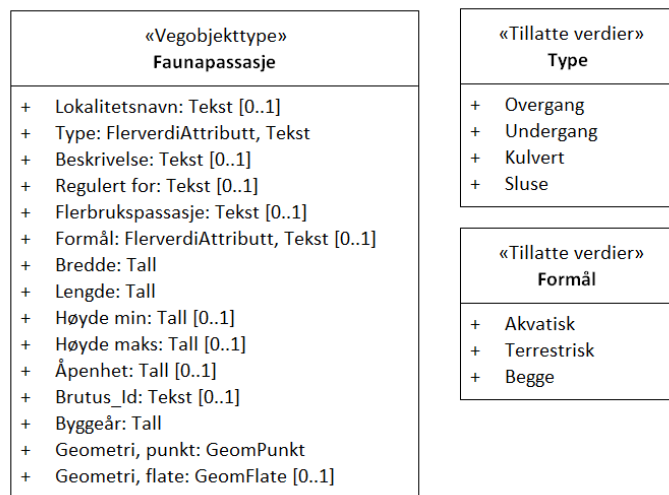 «Vegobjekttype»
Faunapassasje
+ Lokalitetsnavn: Tekst [0..1]
+ Type: FlerverdiAttributt, Tekst
+ Beskrivelse: Tekst [0..1]
+ Regulert for: Tekst [0..1]
+ Flerbrukspassasje: Tekst [0..1]
+ Formål: FlerverdiAttributt, Tekst [0..1]
+ Bredde: Tall
+ Lengde: Tall
+ Høyde min: Tall [0..1]
+ Høyde maks: Tall [0..1]
+ Åpenhet: Tall [0..1]
+ Brutus_Id: Tekst [0..1]
+ Byggeår: Tall
+ Geometri, punkt: GeomPunkt
+ Geometri, flate: GeomFlate [0..1]
«Tillatte verdier»
Type
+ Overgang
+ Undergang
+ Kulvert
+ Sluse
«Tillatte verdier»
Formål
+ Akvatisk
+ Terrestrisk
+ Begge